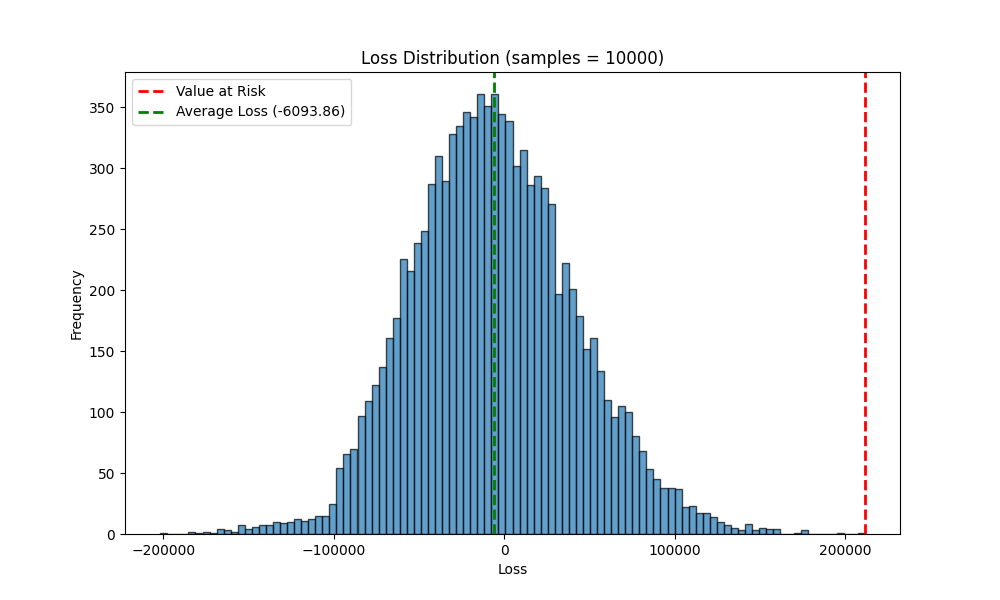 Loss Distribution (samples = 10000)
Value at Risk
Average Loss (-6093.86)
Frequency
350
300
250
200
150
100
50
0
−200000
−100000
0
100000
200000
Loss